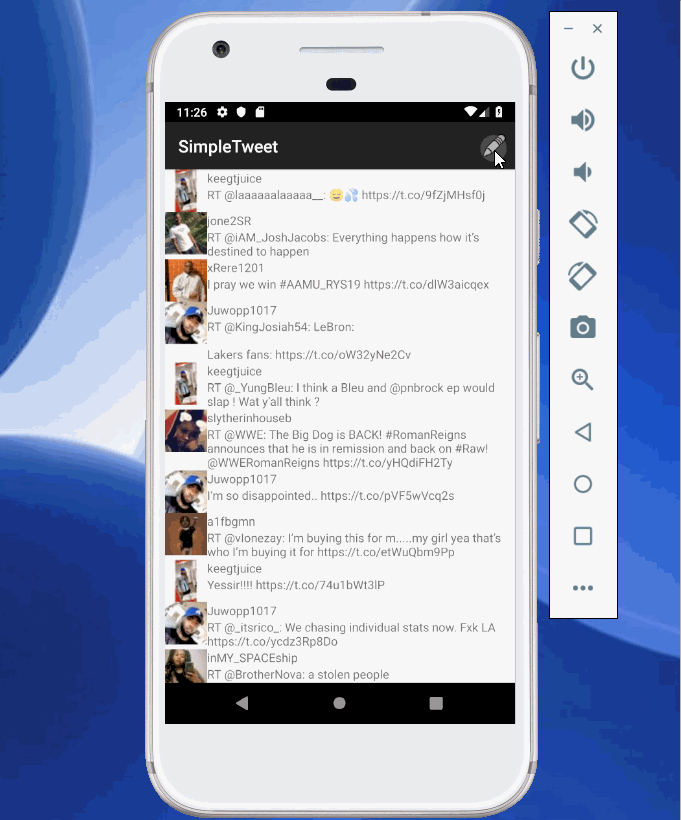 11:26
SimpleTweet
keegtjuice
RT @laaaaaalaaaaa__: 😑💦 https://t.co/9fZjMHsf0j
jone2SR
RT @iAM_JoshJacobs: Everything happens how it's
destined to happen
xRere1201
I pray we win #AAMU_RYS19 https://t.co/dlW3aicqex
Juwopp1017
RT @KingJosiah54: LeBron:
Lakers fans: https://t.co/oW32yNe2Cv
keegtjuice
RT @_YungBleu: I think a Bleu and @pnbrock ep would
slap ! Wat y'all think ?
slytherinhouseb
RT @WWE: The Big Dog is BACK! #RomanReigns
announces that he is in remission and back on #Raw!
@WWERomanReigns https://t.co/yHQdiFH2Ty
Juwopp1017
I'm so disappointed.. https://t.co/pVF5wVcq2s
a1fbgmn
RT @vlonezay: I'm buying this for m.....my girl yea that's
who I'm buying it for https://t.co/etWuQbm9Pp
keegtjuice
Yessir!!!! https://t.co/74u1bWt3lP
Juwopp1017
RT @_itsrico_: We chasing individual stats now. Fxk LA
https://t.co/ycdz3Rp8Do
inMY_SPACEship
RT @BrotherNova: a stolen people